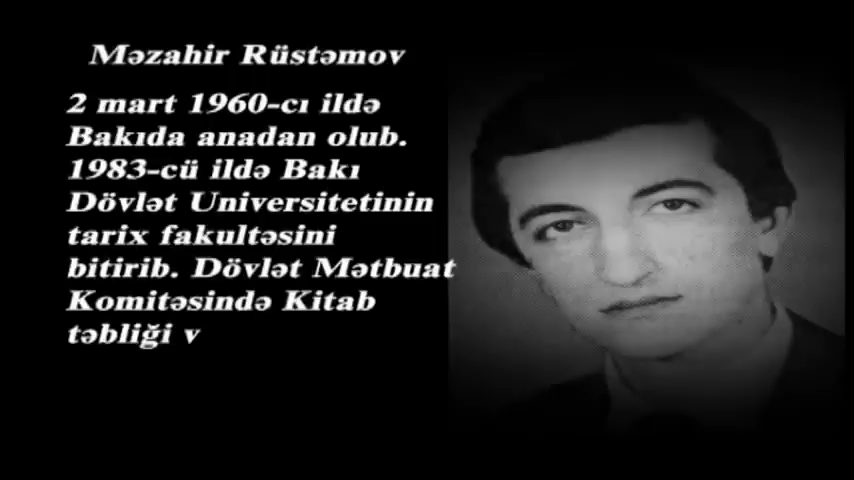 Məzahir Rüstəmov
2 mart 1960-cı ildə
Bakıda anadan olub.
1983-cü ildə Bakı
Dövlət Universitetinin
tarix fakultəsini
bitirib. Dövlət Mətbuat
Komitəsində Kitab
təbliği v